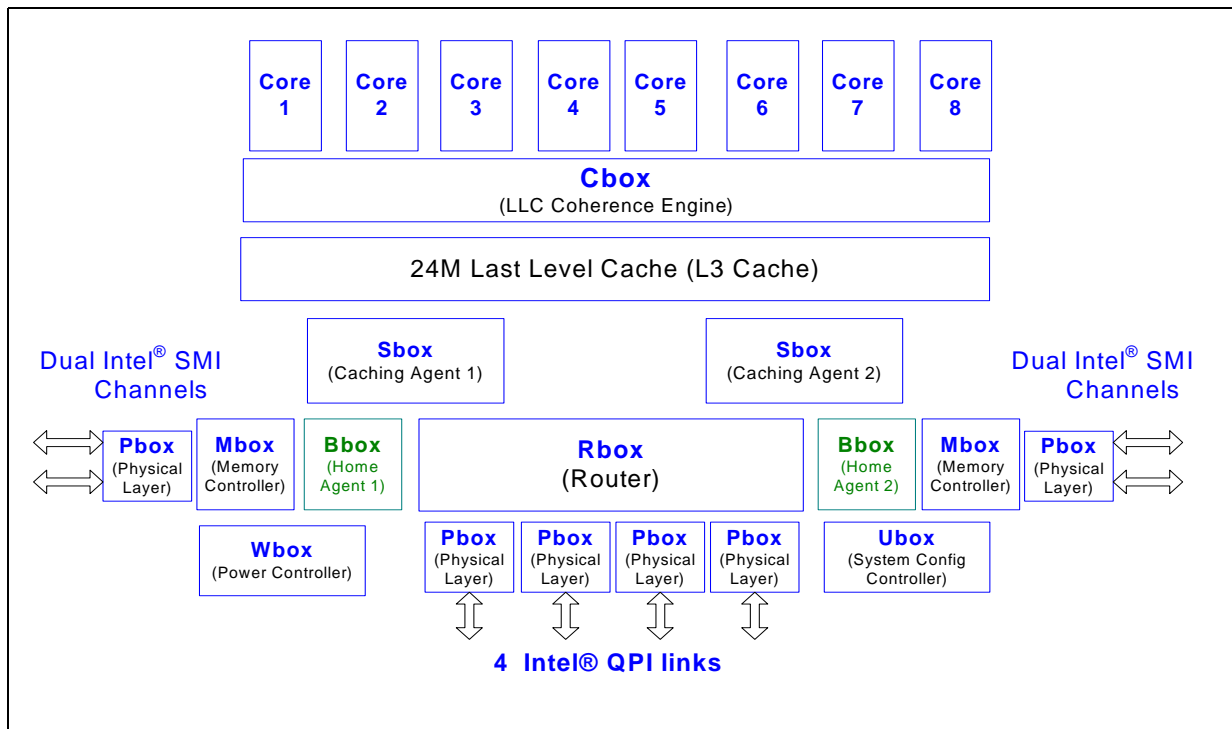 Core 1
Core 2
Core 3
Core 4
Core 5
Core 6
Core 7
Core 8
Cbox
(LLC Coherence Engine)
24M Last Level Cache (L3 Cache)
Sbox
(Caching Agent 1)
Sbox
(Caching Agent 2)
Dual Intel® SMI
Channels
Dual Intel® SMI
Channels
Pbox
(Physical
Layer)
Mbox
(Memory
Controller)
Bbox
(Home
Agent 1)
Rbox
(Router)
Bbox
(Home
Agent 2)
Mbox
(Memory
Controller)
Pbox
(Physical
Layer)
Wbox
(Power Controller)
Pbox
(Physical
Layer)
Pbox
(Physical
Layer)
Pbox
(Physical
Layer)
Pbox
(Physical
Layer)
Ubox
(System Config
Controller)
4 Intel® QPI links